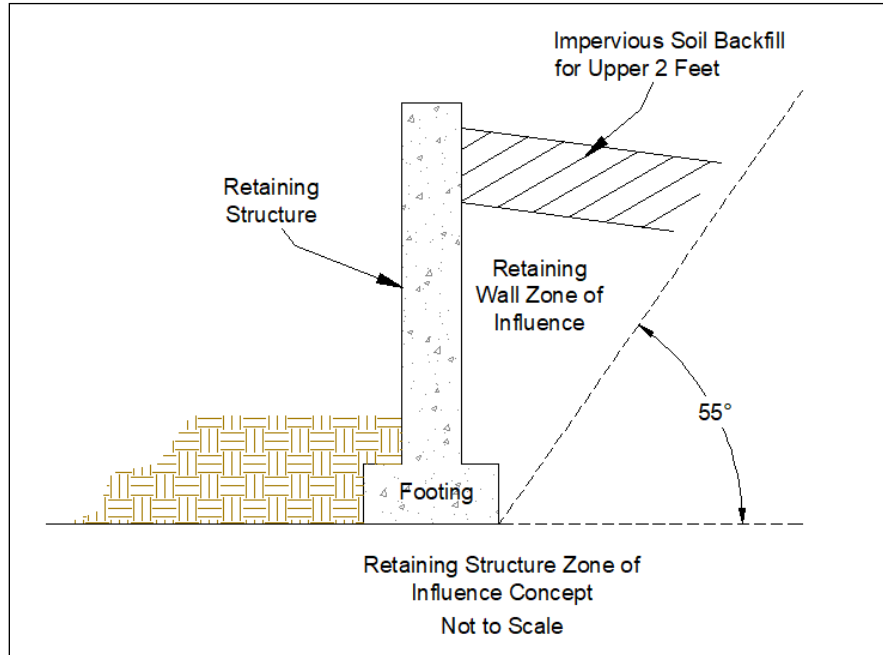 Impervious Soil Backfill
for Upper 2 Feet
Retaining
Structure
Retaining
Wall Zone of
Influence
55°
Footing
Retaining Structure Zone of
Influence Concept
Not to Scale